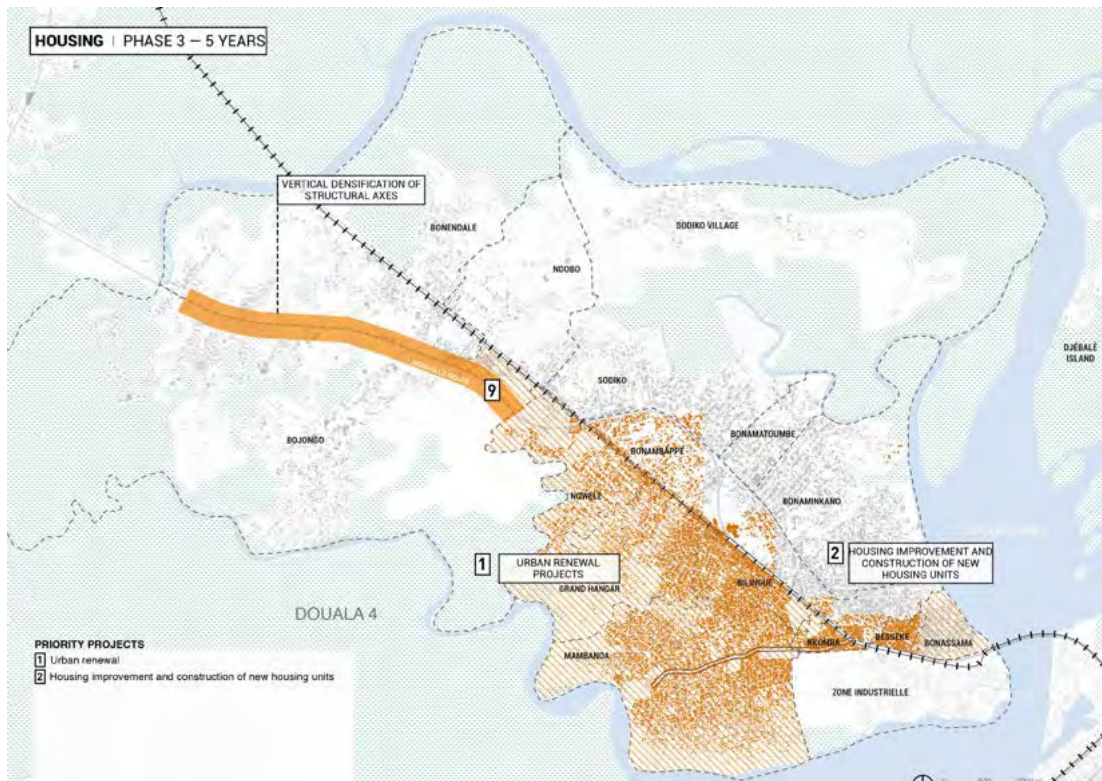 HOUSING | PHASE 3 — 5 YEARS
VERTICAL DENSIFICATION OF
STRUCTURAL AXES
BONENDALE
SODIKO VILLAGE
NDOBO
DJÉBALÉ
ISLAND
SODIKO
9
BONAMATOUMBE
BOJONGO
BONAMBAPPE
NGWELE
BONAMINKANO
1
URBAN RENEWAL
PROJECTS
2
HOUSING IMPROVEMENT AND
CONSTRUCTION OF NEW
HOUSING UNITS
BILINGUE
GRAND HANGAR
DOUALA 4
NKOMBA
BESSEKE
BONASSAMA
MAMBANDA
ZONE INDUSTRIELLE
PRIORITY PROJECTS
1 Urban renewal
2 Housing improvement and construction of new housing units